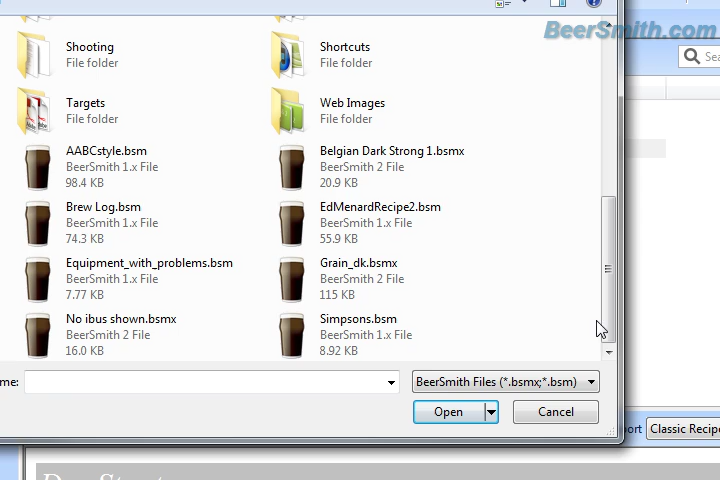 BeerSmith.com
Shooting
File folder
Shortcuts
File folder
Sea
Targets
File folder
Web Images
File folder
AABCstyle.bsm
BeerSmith 1.x File
98.4 KB
Belgian Dark Strong 1.bsmx
BeerSmith 2 File
20.9 KB
Brew Log.bsm
BeerSmith 1.x File
74.3 KB
EdMenardRecipe2.bsm
BeerSmith 1.x File
55.9 KB
Equipment_with_problems.bsm
BeerSmith 1.x File
7.77 KB
Grain_dk.bsmx
BeerSmith 2 File
115 KB
No ibus shown.bsmx
BeerSmith 2 File
16.0 KB
Simpsons.bsm
BeerSmith 1.x File
8.92 KB
me:
BeerSmith Files (*.bsmx;*.bsm)
Open
Cancel
ort
Classic Recipe